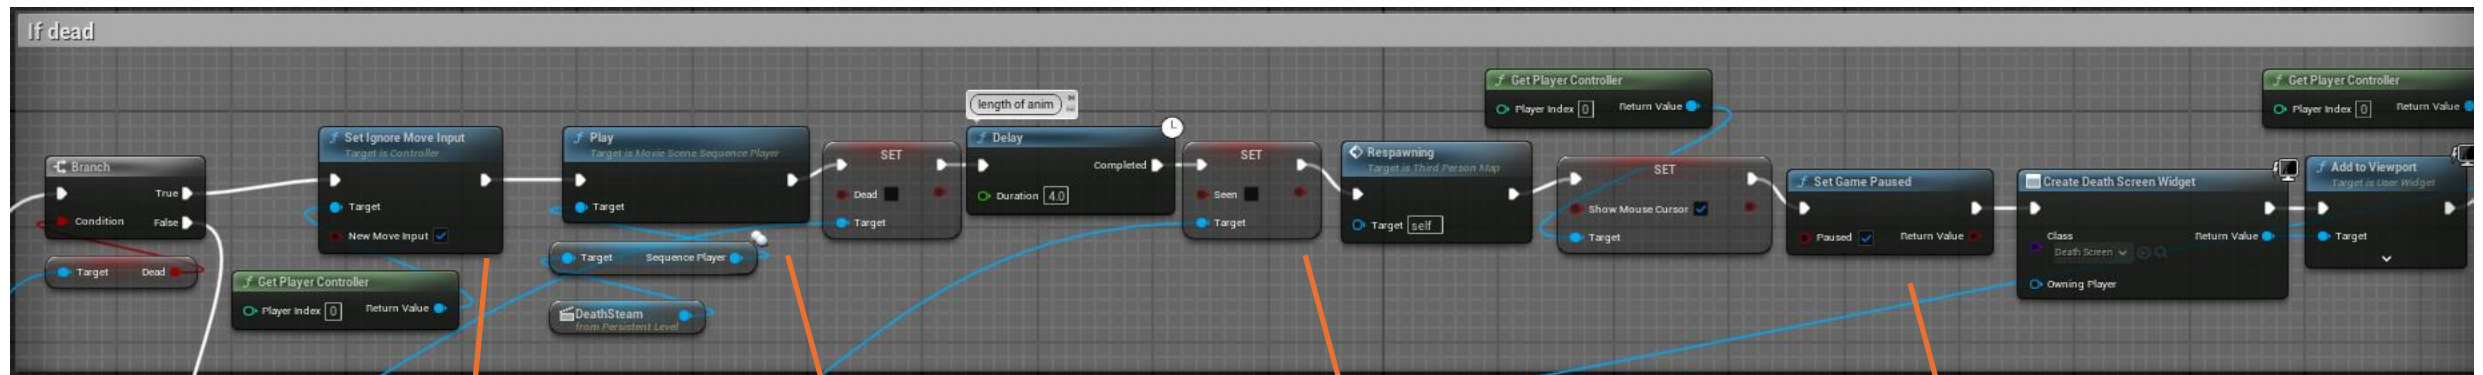 If dead
Branch
True
Condition
False
Target
Dead
Set Ignore Move Input
Target is Controller
Target
New Move Input
Get Player Controller
Player Index 0
Return Value
Play
Target is Movie Scene Sequence Player
Target
Target
Sequence Player
DeathSteam
from Persistent Level
SET
Dead
Target
length of anim
Delay
Completed
Duration 4.0
SET
Seen
Target
Respawning
Target is Third Person Map
Target self
Get Player Controller
Player Index 0
Return Value
SET
Show Mouse Cursor
Target
Set Game Paused
Paused
Return Value
Create Death Screen Widget
Class
Death Screen
Return Value
Owning Player
Get Player Controller
Player Index 0
Return Value
Add to Viewport
Target is User Widget
Target